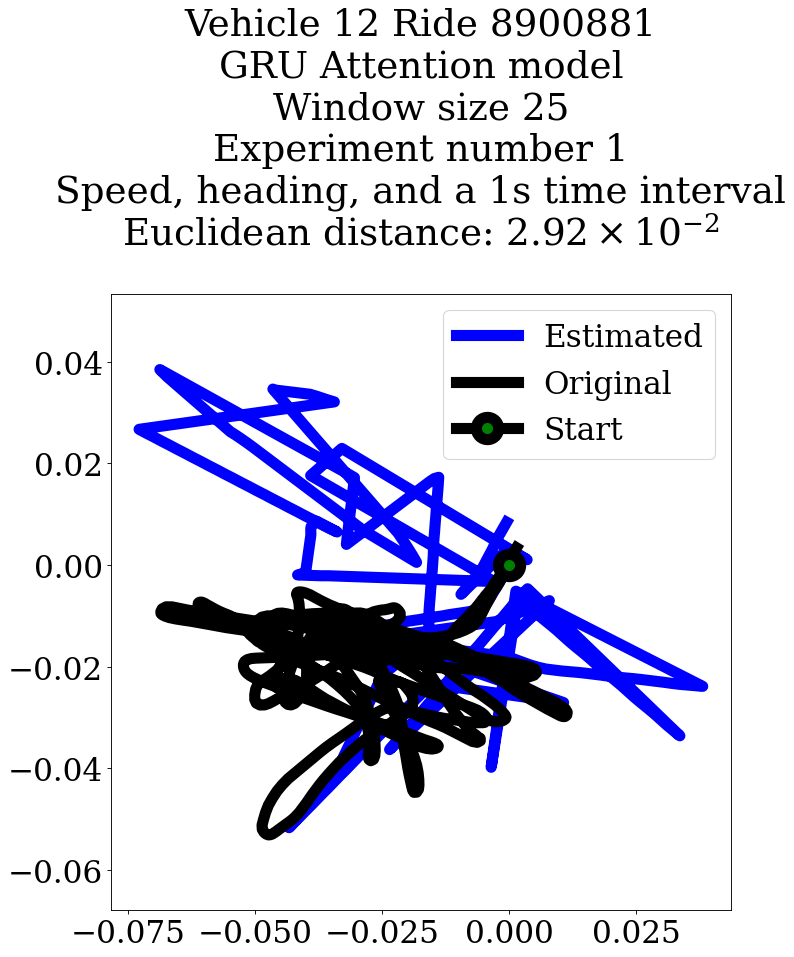 Vehicle 12 Ride 8900881
GRU Attention model
Window size 25
Experiment number 1
Speed, heading, and a 1s time interval
Euclidean distance: 2.92 × 10⁻²
Estimated
Original
Start
0.04
0.02
0.00
−0.02
−0.04
−0.06
−0.075 −0.050 −0.025 0.000 0.025